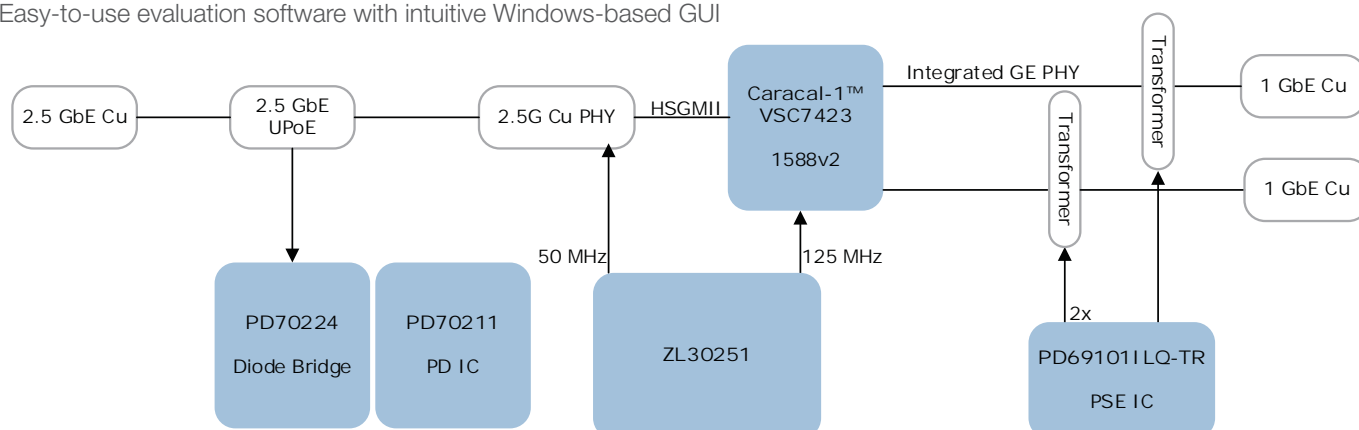 Easy-to-use evaluation software with intuitive Windows-based GUI
2.5 GbE Cu
2.5 GbE
UPoE
2.5G Cu PHY
HSGMII
Caracal-1™
VSC7423
1588v2
Integrated GE PHY
Transformer
Transformer
1 GbE Cu
1 GbE Cu
50 MHz
125 MHz
2x
PD70224
Diode Bridge
PD70211
PD IC
ZL30251
PD69101ILQ-TR
PSE IC